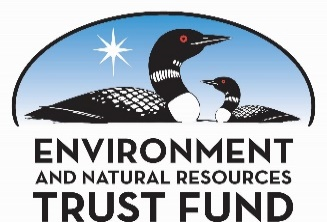 ENVIRONMENT
AND NATURAL RESOURCES
TRUST FUND